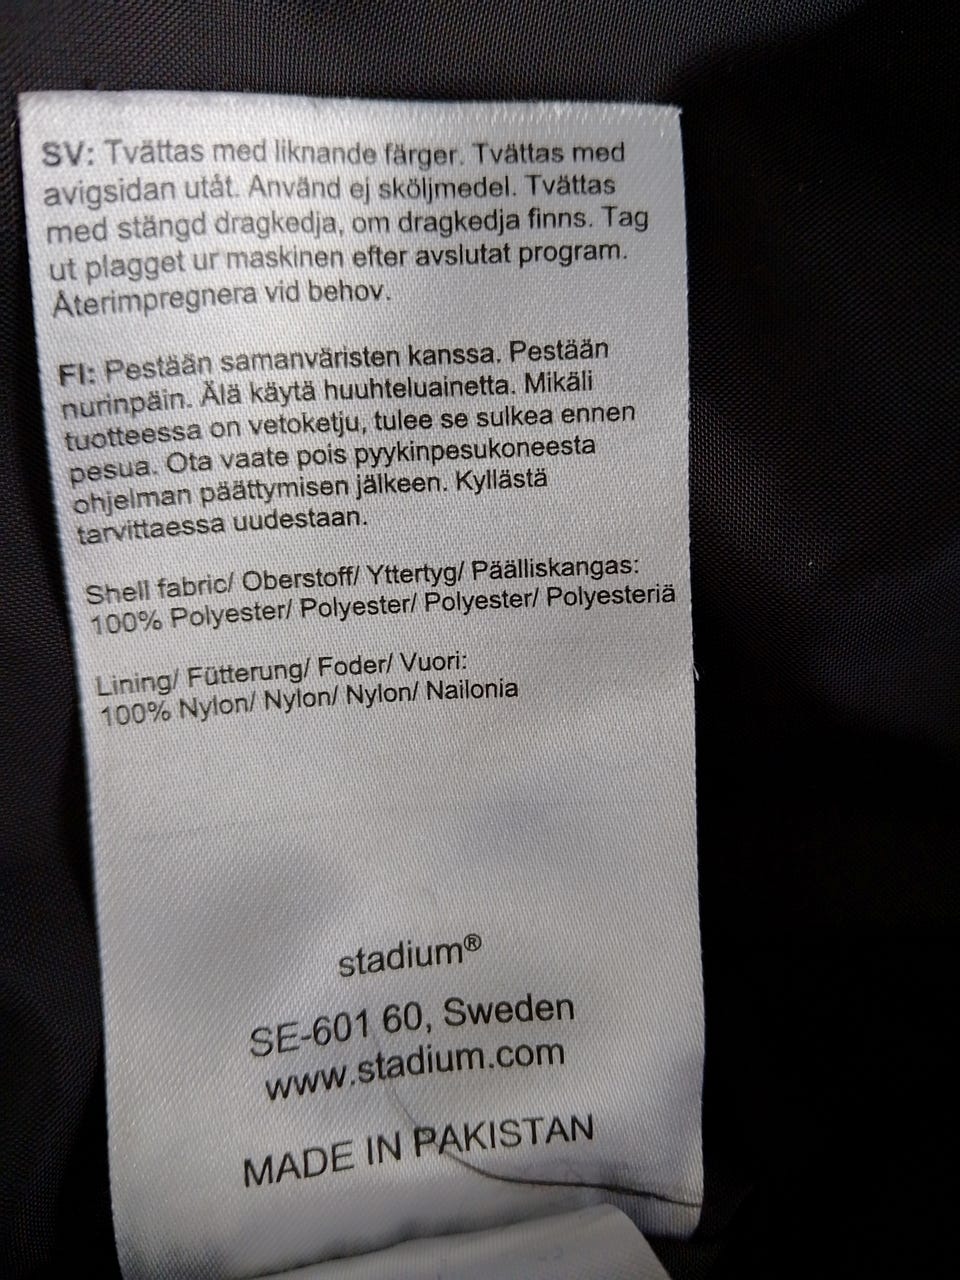 SV: Tvättas med liknande färger. Tvättas med
avigsidan utåt. Använd ej sköljmedel. Tvättas
med stängd dragkedja, om dragkedja finns. Tag
ut plagget ur maskinen efter avslutat program.
Återimpregnera vid behov.
FI: Pestään samanväristen kanssa. Pestään
nurinpäin. Älä käytä huuhteluainetta. Mikäli
tuotteessa on vetoketju, tulee se sulkea ennen
pesua. Ota vaate pois pyykinpesukoneesta
ohjelman päättymisen jälkeen. Kyllästä
tarvittaessa uudestaan.
Shell fabric/ Oberstoff/ Yttertyg/ Päälliskangas:
100% Polyester/ Polyester/ Polyester/ Polyesteriä
Lining/ Fütterung/ Foder/ Vuori:
100% Nylon/ Nylon/ Nylon/ Nailonia
stadium®
SE-601 60, Sweden
www.stadium.com
MADE IN PAKISTAN